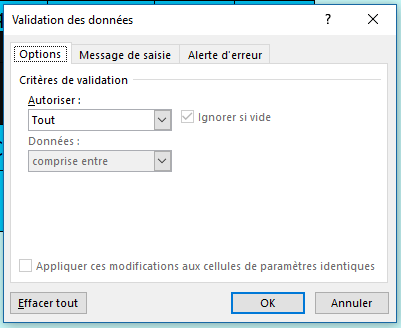 Validation des données
Options
Message de saisie
Alerte d'erreur
Critères de validation
Autoriser :
Tout
Ignorer si vide
Données :
comprise entre
Appliquer ces modifications aux cellules de paramètres identiques
Effacer tout
OK
Annuler